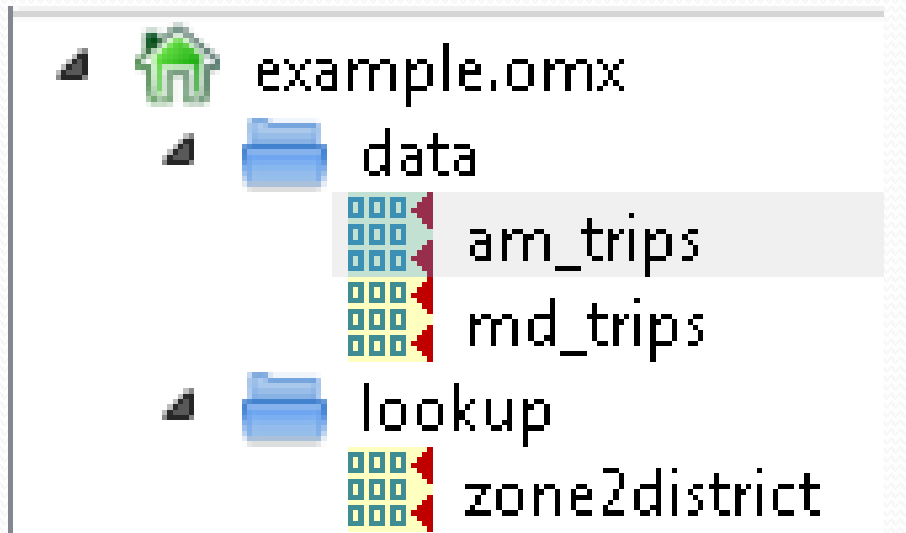 example.omx
data
am_trips
md_trips
lookup
zone2district